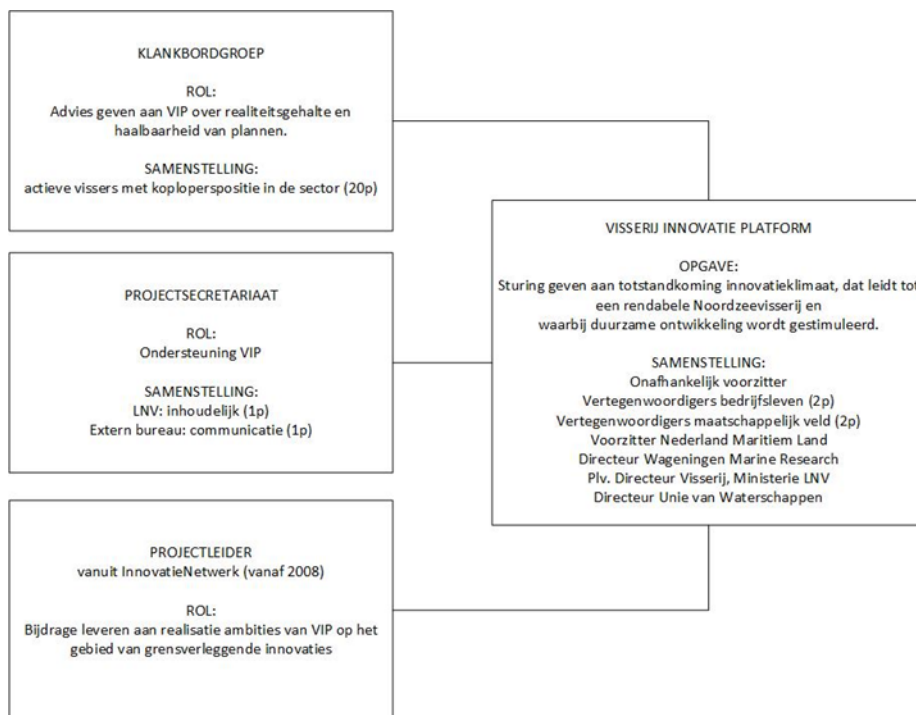 KLANKBORDGROEP
ROL:
Advies geven aan VIP over realiteitsgehalte en
haalbaarheid van plannen.
SAMENSTELLING:
actieve vissers met koploperspositie in de sector (20p)
PROJECTSECRETARIAAT
ROL:
Ondersteuning VIP
SAMENSTELLING:
LNV: inhoudelijk (1p)
Extern bureau: communicatie (1p)
PROJECTLEIDER
vanuit InnovatieNetwerk (vanaf 2008)
ROL:
Bijdrage leveren aan realisatie ambities van VIP op het
gebied van grensverleggende innovaties
VISSERIJ INNOVATIE PLATFORM
OPGAVE:
Sturing geven aan totstandkoming innovatieklimaat, dat leidt tot
een rendabele Noordzeevisserij en
waarbij duurzame ontwikkeling wordt gestimuleerd.
SAMENSTELLING:
Onafhankelijk voorzitter
Vertegenwoordigers bedrijfsleven (2p)
Vertegenwoordigers maatschappelijk veld (2p)
Voorzitter Nederland Maritiem Land
Directeur Wageningen Marine Research
Plv. Directeur Visserij, Ministerie LNV
Directeur Unie van Waterschappen